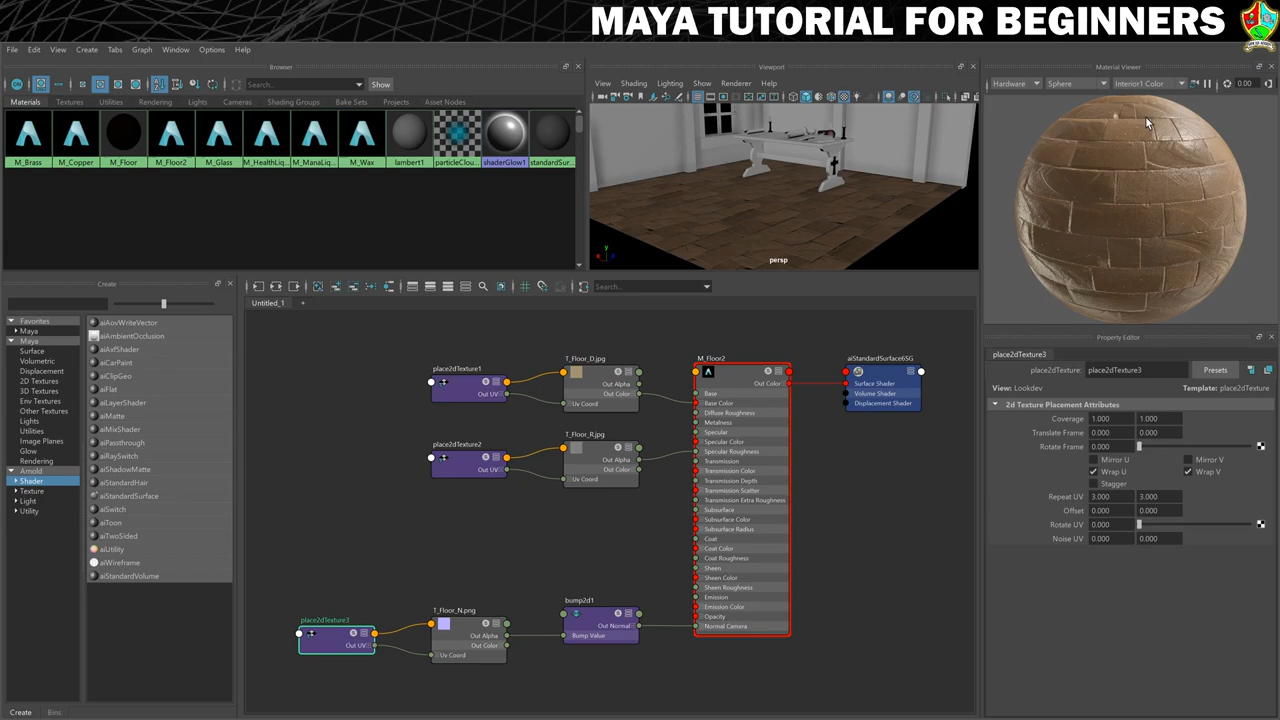 MAYA TUTORIAL FOR BEGINNERS
File Edit View Create Tabs Graph Window Options Help
Browser
Search...
Show
Materials Textures Utilities Rendering Lights Cameras Shading Groups Bake Sets Projects Asset Nodes
M_Brass M_Copper M_Floor M_Floor2 M_Glass M_HealthLiq... M_ManaLiq... M_Wax lambert1 particleClou... shaderGlow1 standardSur...
Viewport
View Shading Lighting Show Renderer Help
persp
Material Viewer
Hardware Sphere Interior1 Color 0.00
Create
Favorites
Maya
Maya
Surface
Volumetric
Displacement
2D Textures
3D Textures
Env Textures
Other Textures
Lights
Utilities
Image Planes
Glow
Rendering
Arnold
Shader
Texture
Light
Utility
aiAovWriteVector
aiAmbientOcclusion
aiAxfShader
aiCarPaint
aiClipGeo
aiFlat
aiLayerShader
aiMatte
aiMixShader
aiPassthrough
aiRaySwitch
aiShadowMatte
aiStandardHair
aiStandardSurface
aiSwitch
aiToon
aiTwoSided
aiUtility
aiWireframe
aiStandardVolume
Create Bins
Search...
Untitled_1 +
place2dTexture1
Out UV
T_Floor_D.jpg
Out Alpha
Out Color
Uv Coord
place2dTexture2
Out UV
T_Floor_R.jpg
Out Alpha
Out Color
Uv Coord
place2dTexture3
Out UV
T_Floor_N.png
Out Alpha
Out Color
Uv Coord
bump2d1
Out Normal
Bump Value
M_Floor2
Out Color
Base
Base Color
Diffuse Roughness
Metalness
Specular
Specular Color
Specular Roughness
Transmission
Transmission Color
Transmission Depth
Transmission Scatter
Transmission Extra Roughness
Subsurface
Subsurface Color
Subsurface Radius
Coat
Coat Color
Coat Roughness
Sheen
Sheen Color
Sheen Roughness
Emission
Emission Color
Opacity
Normal Camera
aiStandardSurface6SG
Surface Shader
Volume Shader
Displacement Shader
Property Editor
place2dTexture3
place2dTexture: place2dTexture3 Presets
View: Lookdev Template: place2dTexture
2d Texture Placement Attributes
Coverage 1.000 1.000
Translate Frame 0.000 0.000
Rotate Frame 0.000
Mirror U Mirror V
Wrap U Wrap V
Stagger
Repeat UV 3.000 3.000
Offset 0.000 0.000
Rotate UV 0.000
Noise UV 0.000 0.000